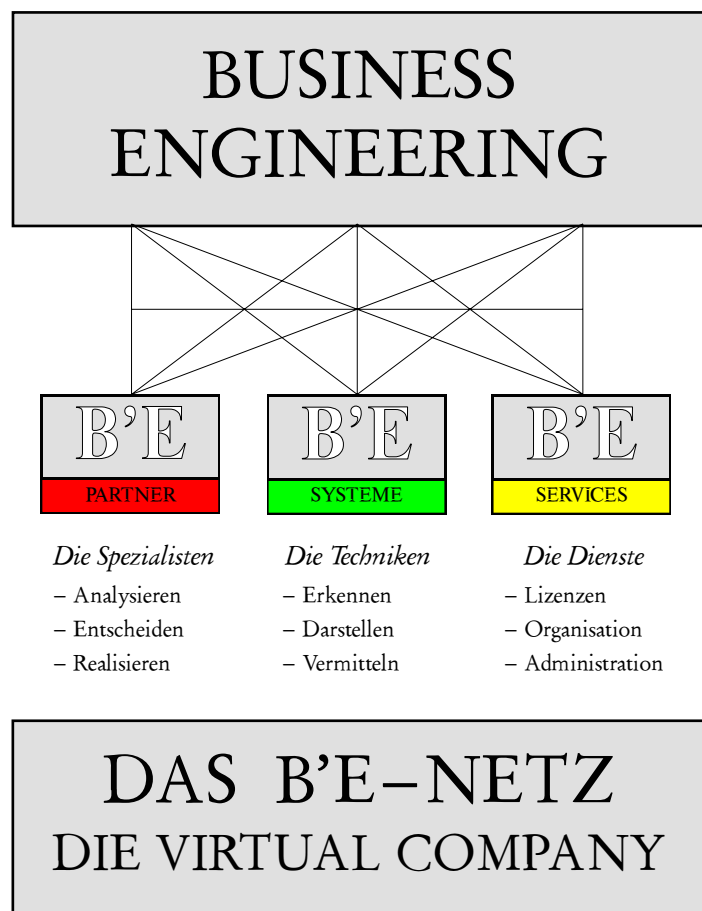 BUSINESS
ENGINEERING
B’E
PARTNER
B’E
SYSTEME
B’E
SERVICES
Die Spezialisten
– Analysieren
– Entscheiden
– Realisieren
Die Techniken
– Erkennen
– Darstellen
– Vermitteln
Die Dienste
– Lizenzen
– Organisation
– Administration
DAS B’E–NETZ
DIE VIRTUAL COMPANY